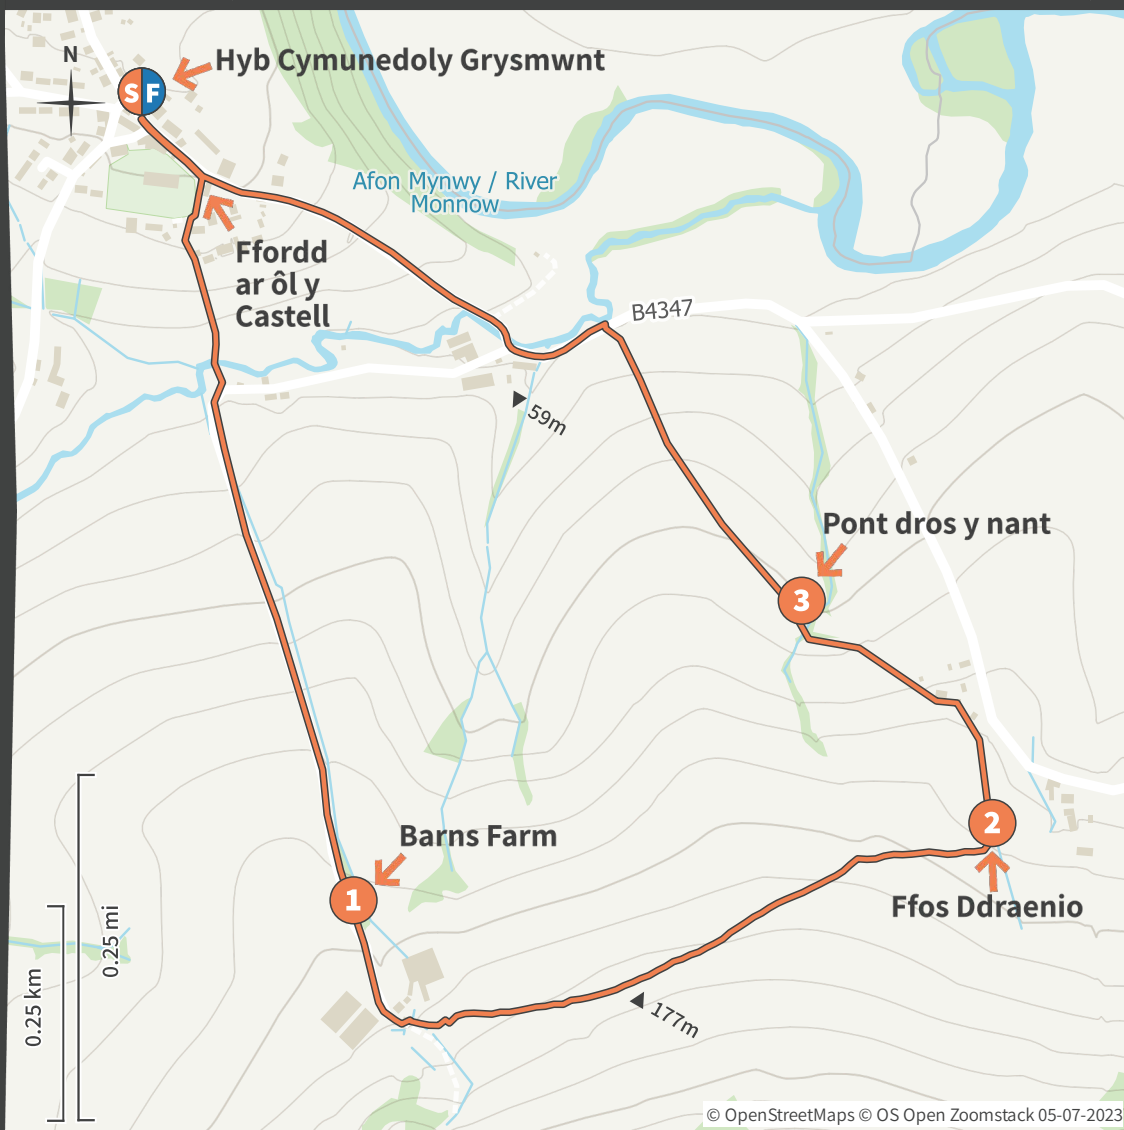 N
Hyb Cymunedoly Grysmwnt
S F
Afon Mynwy / River
Monnow
Ffordd
ar ôl y
Castell
B4347
59m
Pont dros y nant
3
2
Barns Farm
1
Ffos Ddraenio
0.25 mi
0.25 km
177m
© OpenStreetMaps © OS Open Zoomstack 05-07-2023